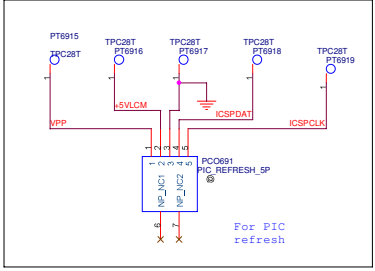 PT6915
TPC28T
TPC28T
PT6916
TPC28T
PT6917
TPC28T
PT6918
TPC28T
PT6919
1
1
1
1
1
+5VLCM
VPP
ICSPDAT
ICSPCLK
1
2
3
4
5
1
2
3
4
5
PCO691
PIC_REFRESH_5P
NP_NC1
NP_NC2
6
7
For PIC
refresh